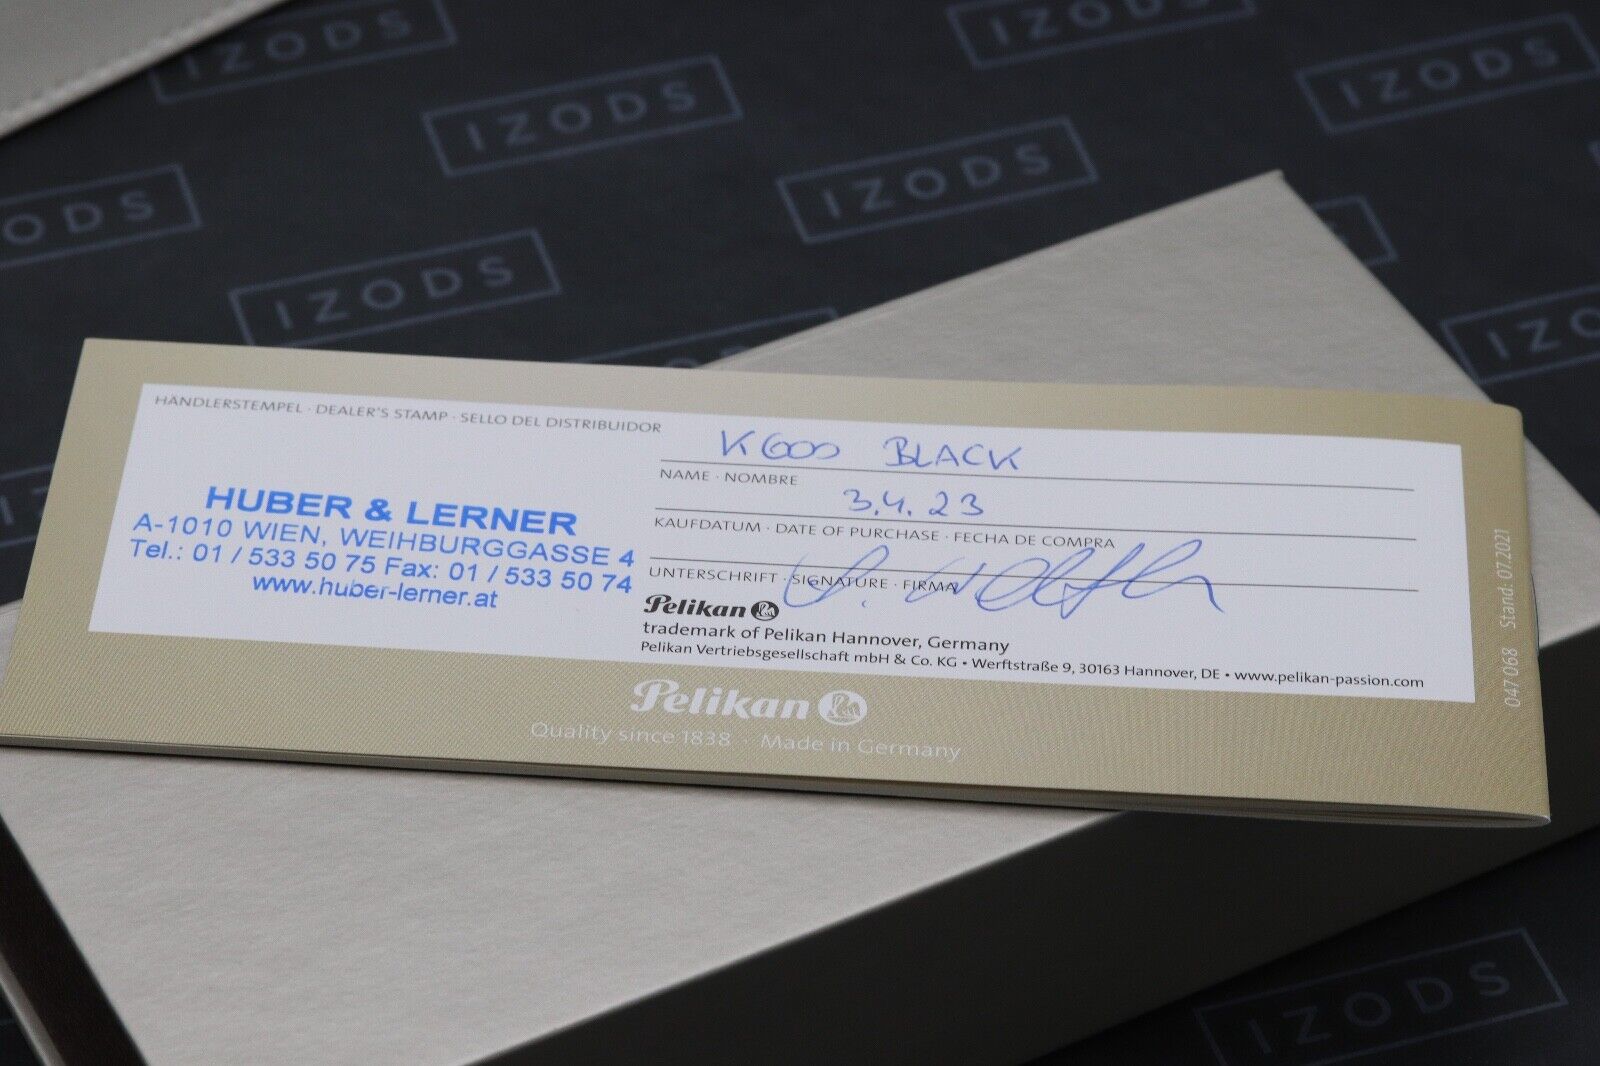 IZODS
IZODS
IZODS
IZODS
IZODS
ODS
IZODS
IZO
HÄNDLERSTEMPEL · DEALER'S STAMP · SELLO DEL DISTRIBUIDOR
HUBER & LERNER
A-1010 WIEN, WEIHBURGGASSE 4
Tel.: 01 / 533 50 75 Fax: 01 / 533 50 74
www.huber-lerner.at
K600 BLACK
NAME · NOMBRE
3.4.23
KAUFDATUM · DATE OF PURCHASE · FECHA DE COMPRA
UNTERSCHRIFT · SIGNATURE · FIRMA
Pelikan
trademark of Pelikan Hannover, Germany
Pelikan Vertriebsgesellschaft mbH & Co. KG • Werftstraße 9, 30163 Hannover, DE • www.pelikan-passion.com
Pelikan
Quality since 1838 · Made in Germany
047 068 Stand: 07.2021
IZODS